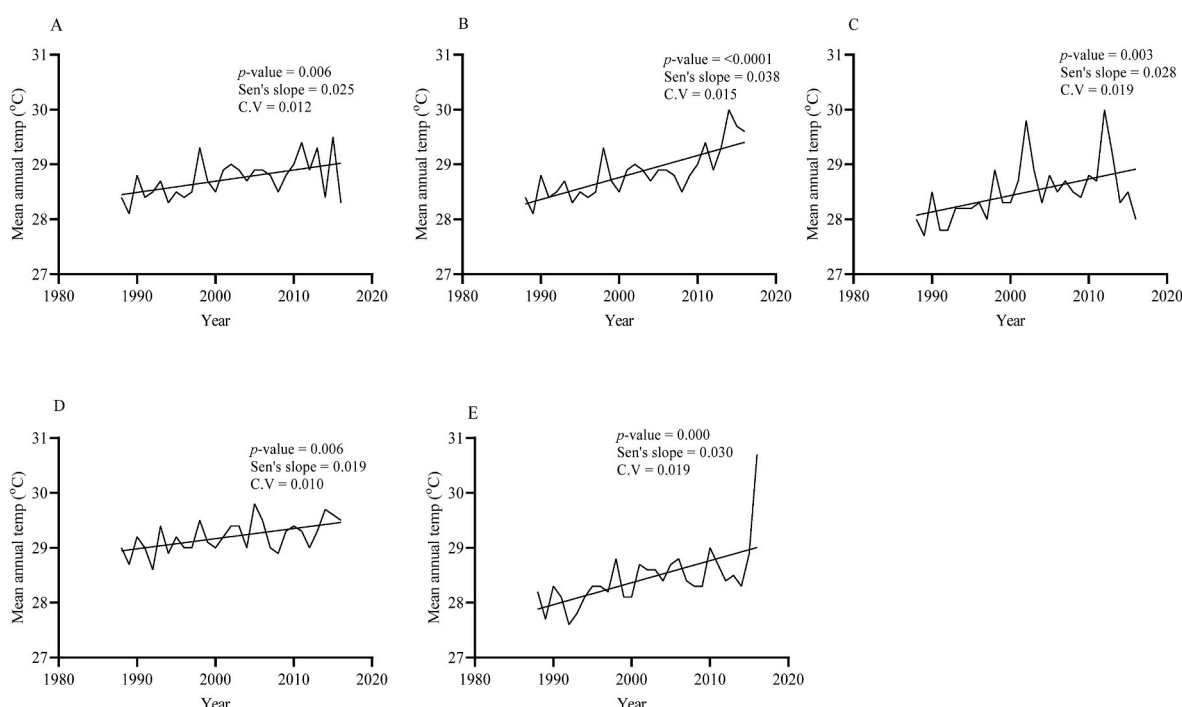 A
p-value = 0.006
Sen's slope = 0.025
C.V = 0.012
Mean annual temp (°C)
31
30
29
28
27
1980 1990 2000 2010 2020
Year
B
p-value = <0.0001
Sen's slope = 0.038
C.V = 0.015
Mean annual temp (°C)
31
30
29
28
27
1980 1990 2000 2010 2020
Year
C
p-value = 0.003
Sen's slope = 0.028
C.V = 0.019
Mean annual temp (°C)
31
30
29
28
27
1980 1990 2000 2010 2020
Year
D
p-value = 0.006
Sen's slope = 0.019
C.V = 0.010
Mean annual temp (°C)
31
30
29
28
27
1980 1990 2000 2010 2020
Year
E
p-value = 0.000
Sen's slope = 0.030
C.V = 0.019
Mean annual temp (°C)
31
30
29
28
27
1980 1990 2000 2010 2020
Year